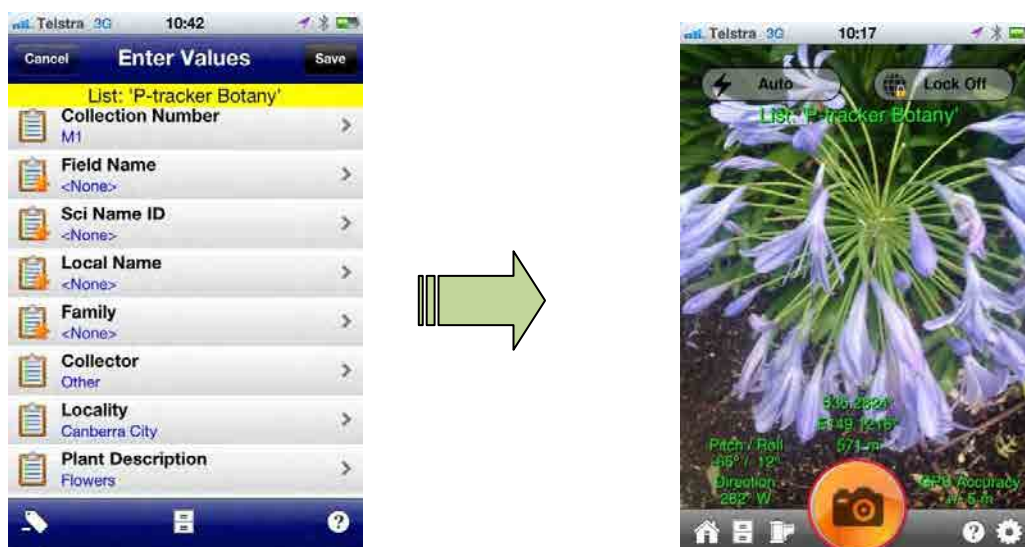 Telstra 3G 10:42
Cancel Enter Values Save
List: 'P-tracker Botany'
Collection Number
M1
Field Name
<None>
Sci Name ID
<None>
Local Name
<None>
Family
<None>
Collector
Other
Locality
Canberra City
Plant Description
Flowers
?
Telstra 3G 10:17
Auto Lock Off
List: 'P-tracker Botany'
Pitch / Roll 571 m
Direction GPS Accuracy
282° W +/- 5 m
?